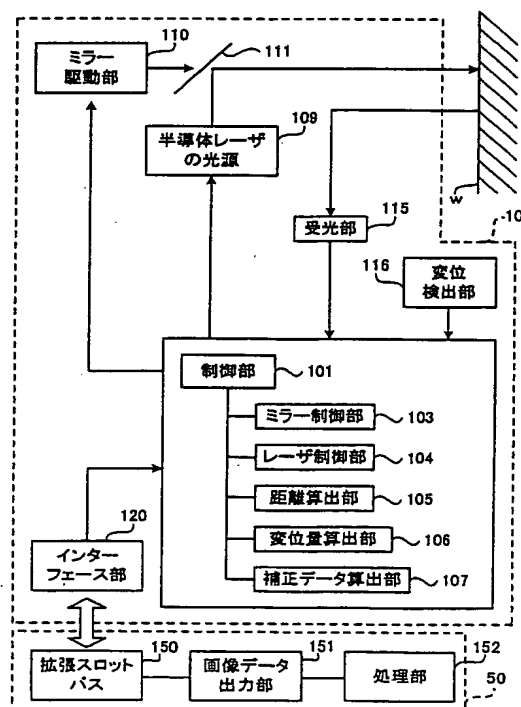 110
ミラー
駆動部
111
109
半導体レーザ
の光源
w
115
受光部
10
116
変位
検出部
制御部
101
ミラー制御部
103
レーザ制御部
104
距離算出部
105
変位量算出部
106
補正データ算出部
107
120
インター
フェース部
150
拡張スロット
バス
151
画像データ
出力部
152
処理部
50